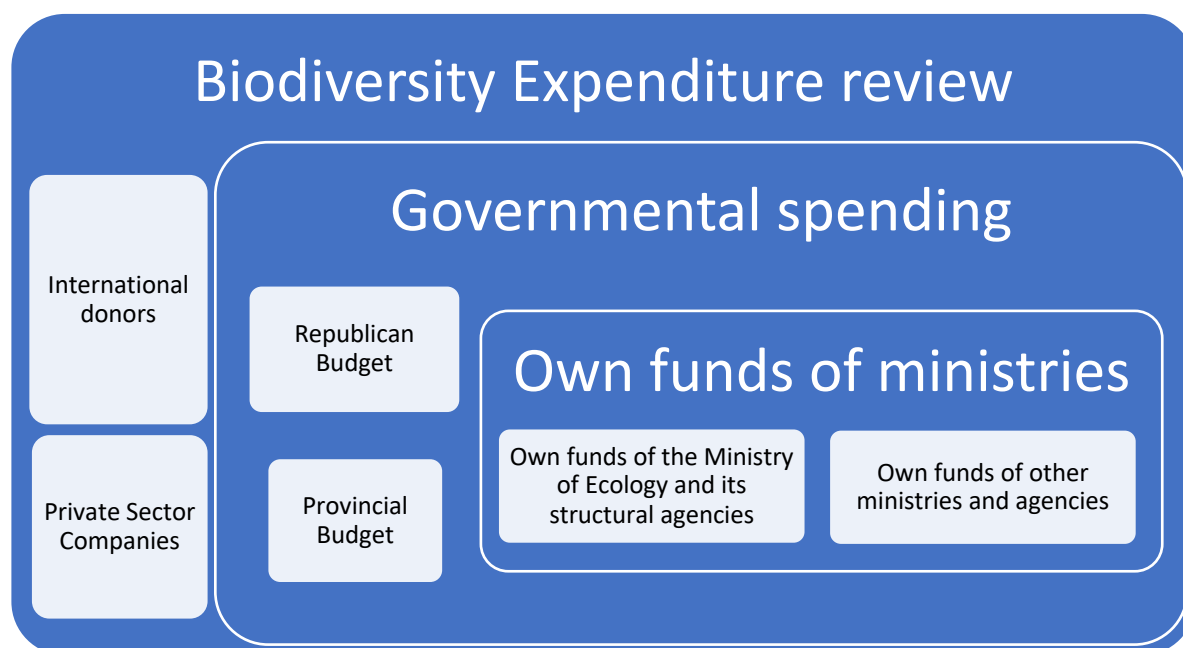 Biodiversity Expenditure review
Governmental spending
International
donors
Republican
Budget
Own funds of ministries
Private Sector
Companies
Provincial
Budget
Own funds of the Ministry
of Ecology and its
structural agencies
Own funds of other
ministries and agencies